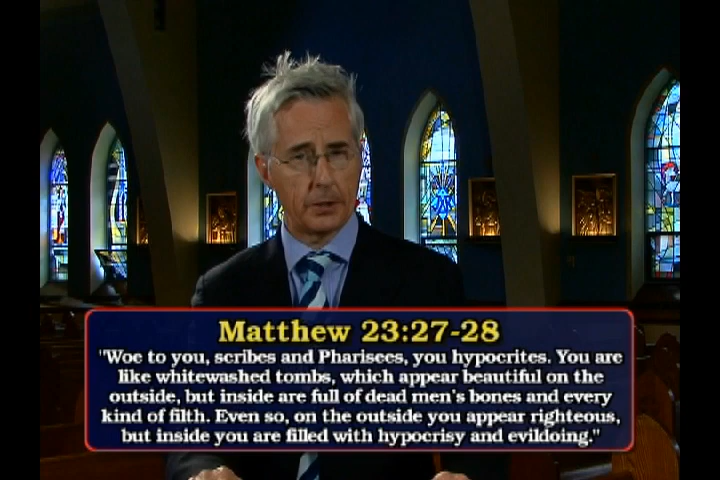 Matthew 23:27-28
"Woe to you, scribes and Pharisees, you hypocrites. You are
like whitewashed tombs, which appear beautiful on the
outside, but inside are full of dead men's bones and every
kind of filth. Even so, on the outside you appear righteous,
but inside you are filled with hypocrisy and evildoing."